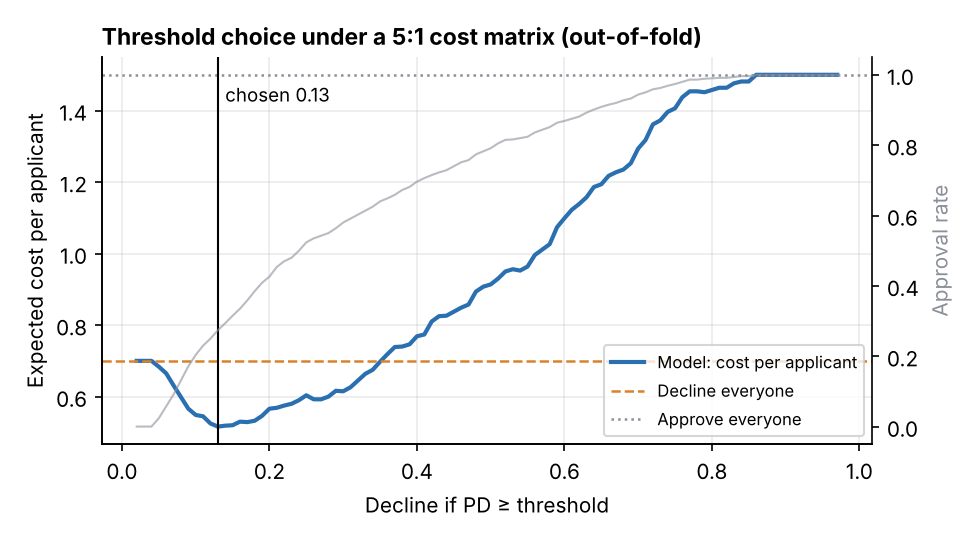 Threshold choice under a 5:1 cost matrix (out-of-fold)
chosen 0.13
Expected cost per applicant
1.4
1.2
1.0
0.8
0.6
1.0
0.8
0.6
0.4
0.2
0.0
Approval rate
Model: cost per applicant
Decline everyone
Approve everyone
0.0 0.2 0.4 0.6 0.8 1.0
Decline if PD ≥ threshold